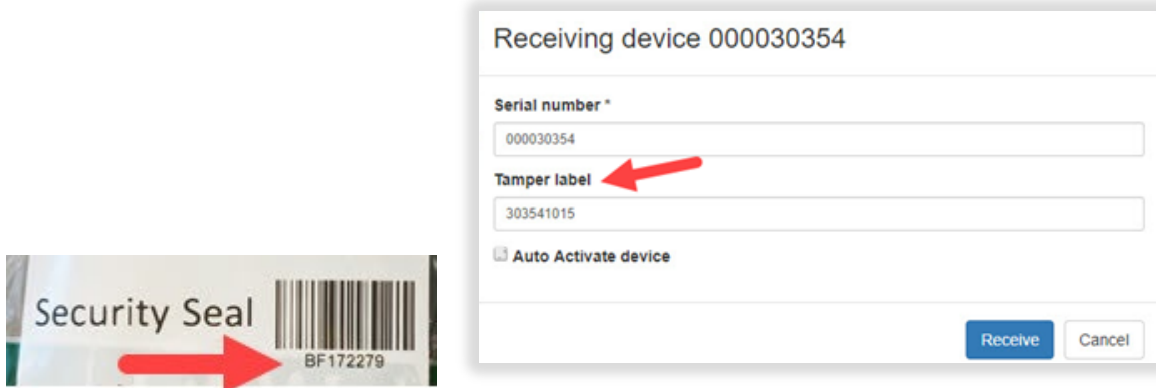 Receiving device 000030354
Serial number *
000030354
Tamper label
303541015
Auto Activate device
Receive
Cancel
Security Seal
BF172279